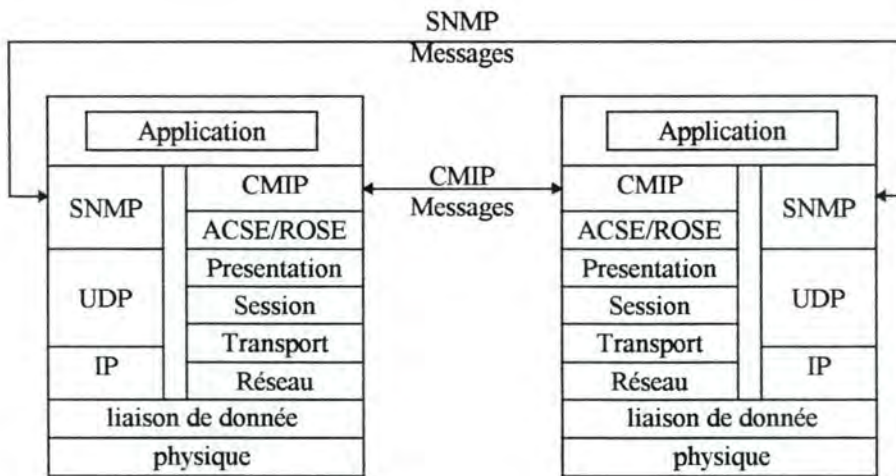 SNMP
Messages
Application
Application
SNMP
CMIP
CMIP
Messages
CMIP
SNMP
ACSE/ROSE
ACSE/ROSE
UDP
Presentation
Presentation
UDP
Session
Session
Transport
Transport
IP
Réseau
Réseau
IP
liaison de donnée
liaison de donnée
physique
physique